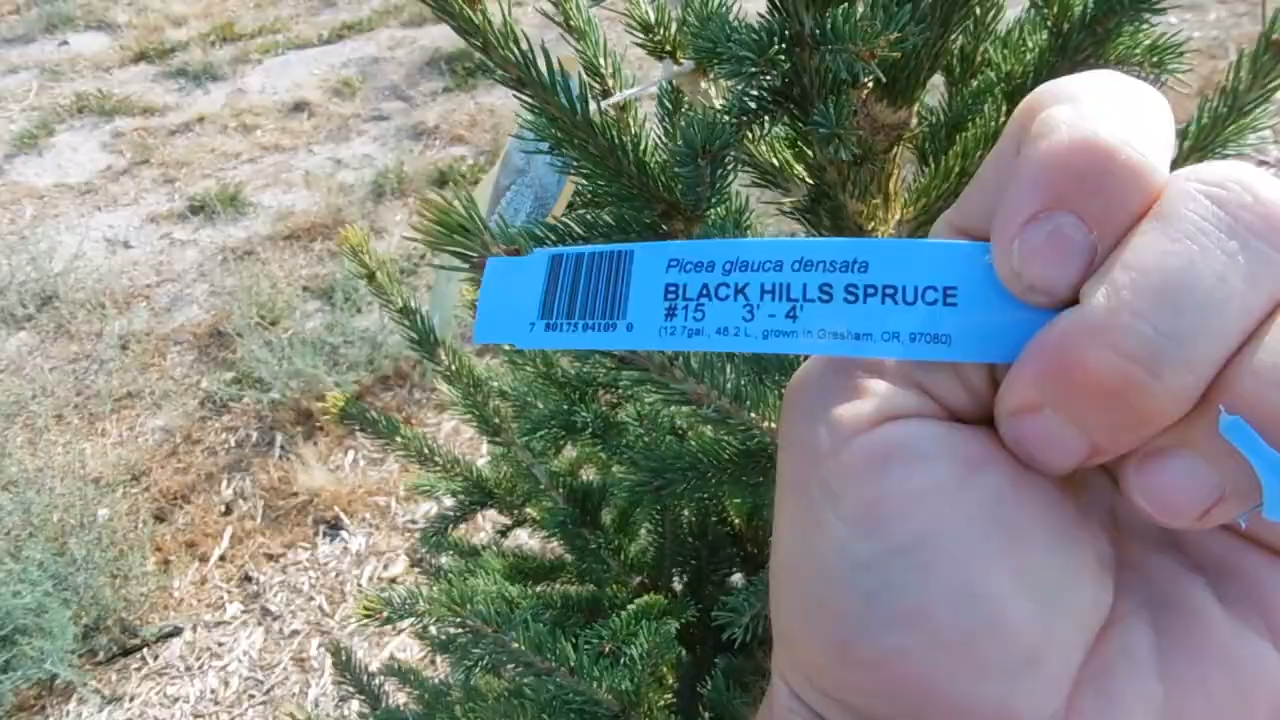 Picea glauca densata
BLACK HILLS SPRUCE
#15 3' - 4'
(12.7gal., 48.2 L., grown in Gresham, OR, 97080)
7 80175 04109 0